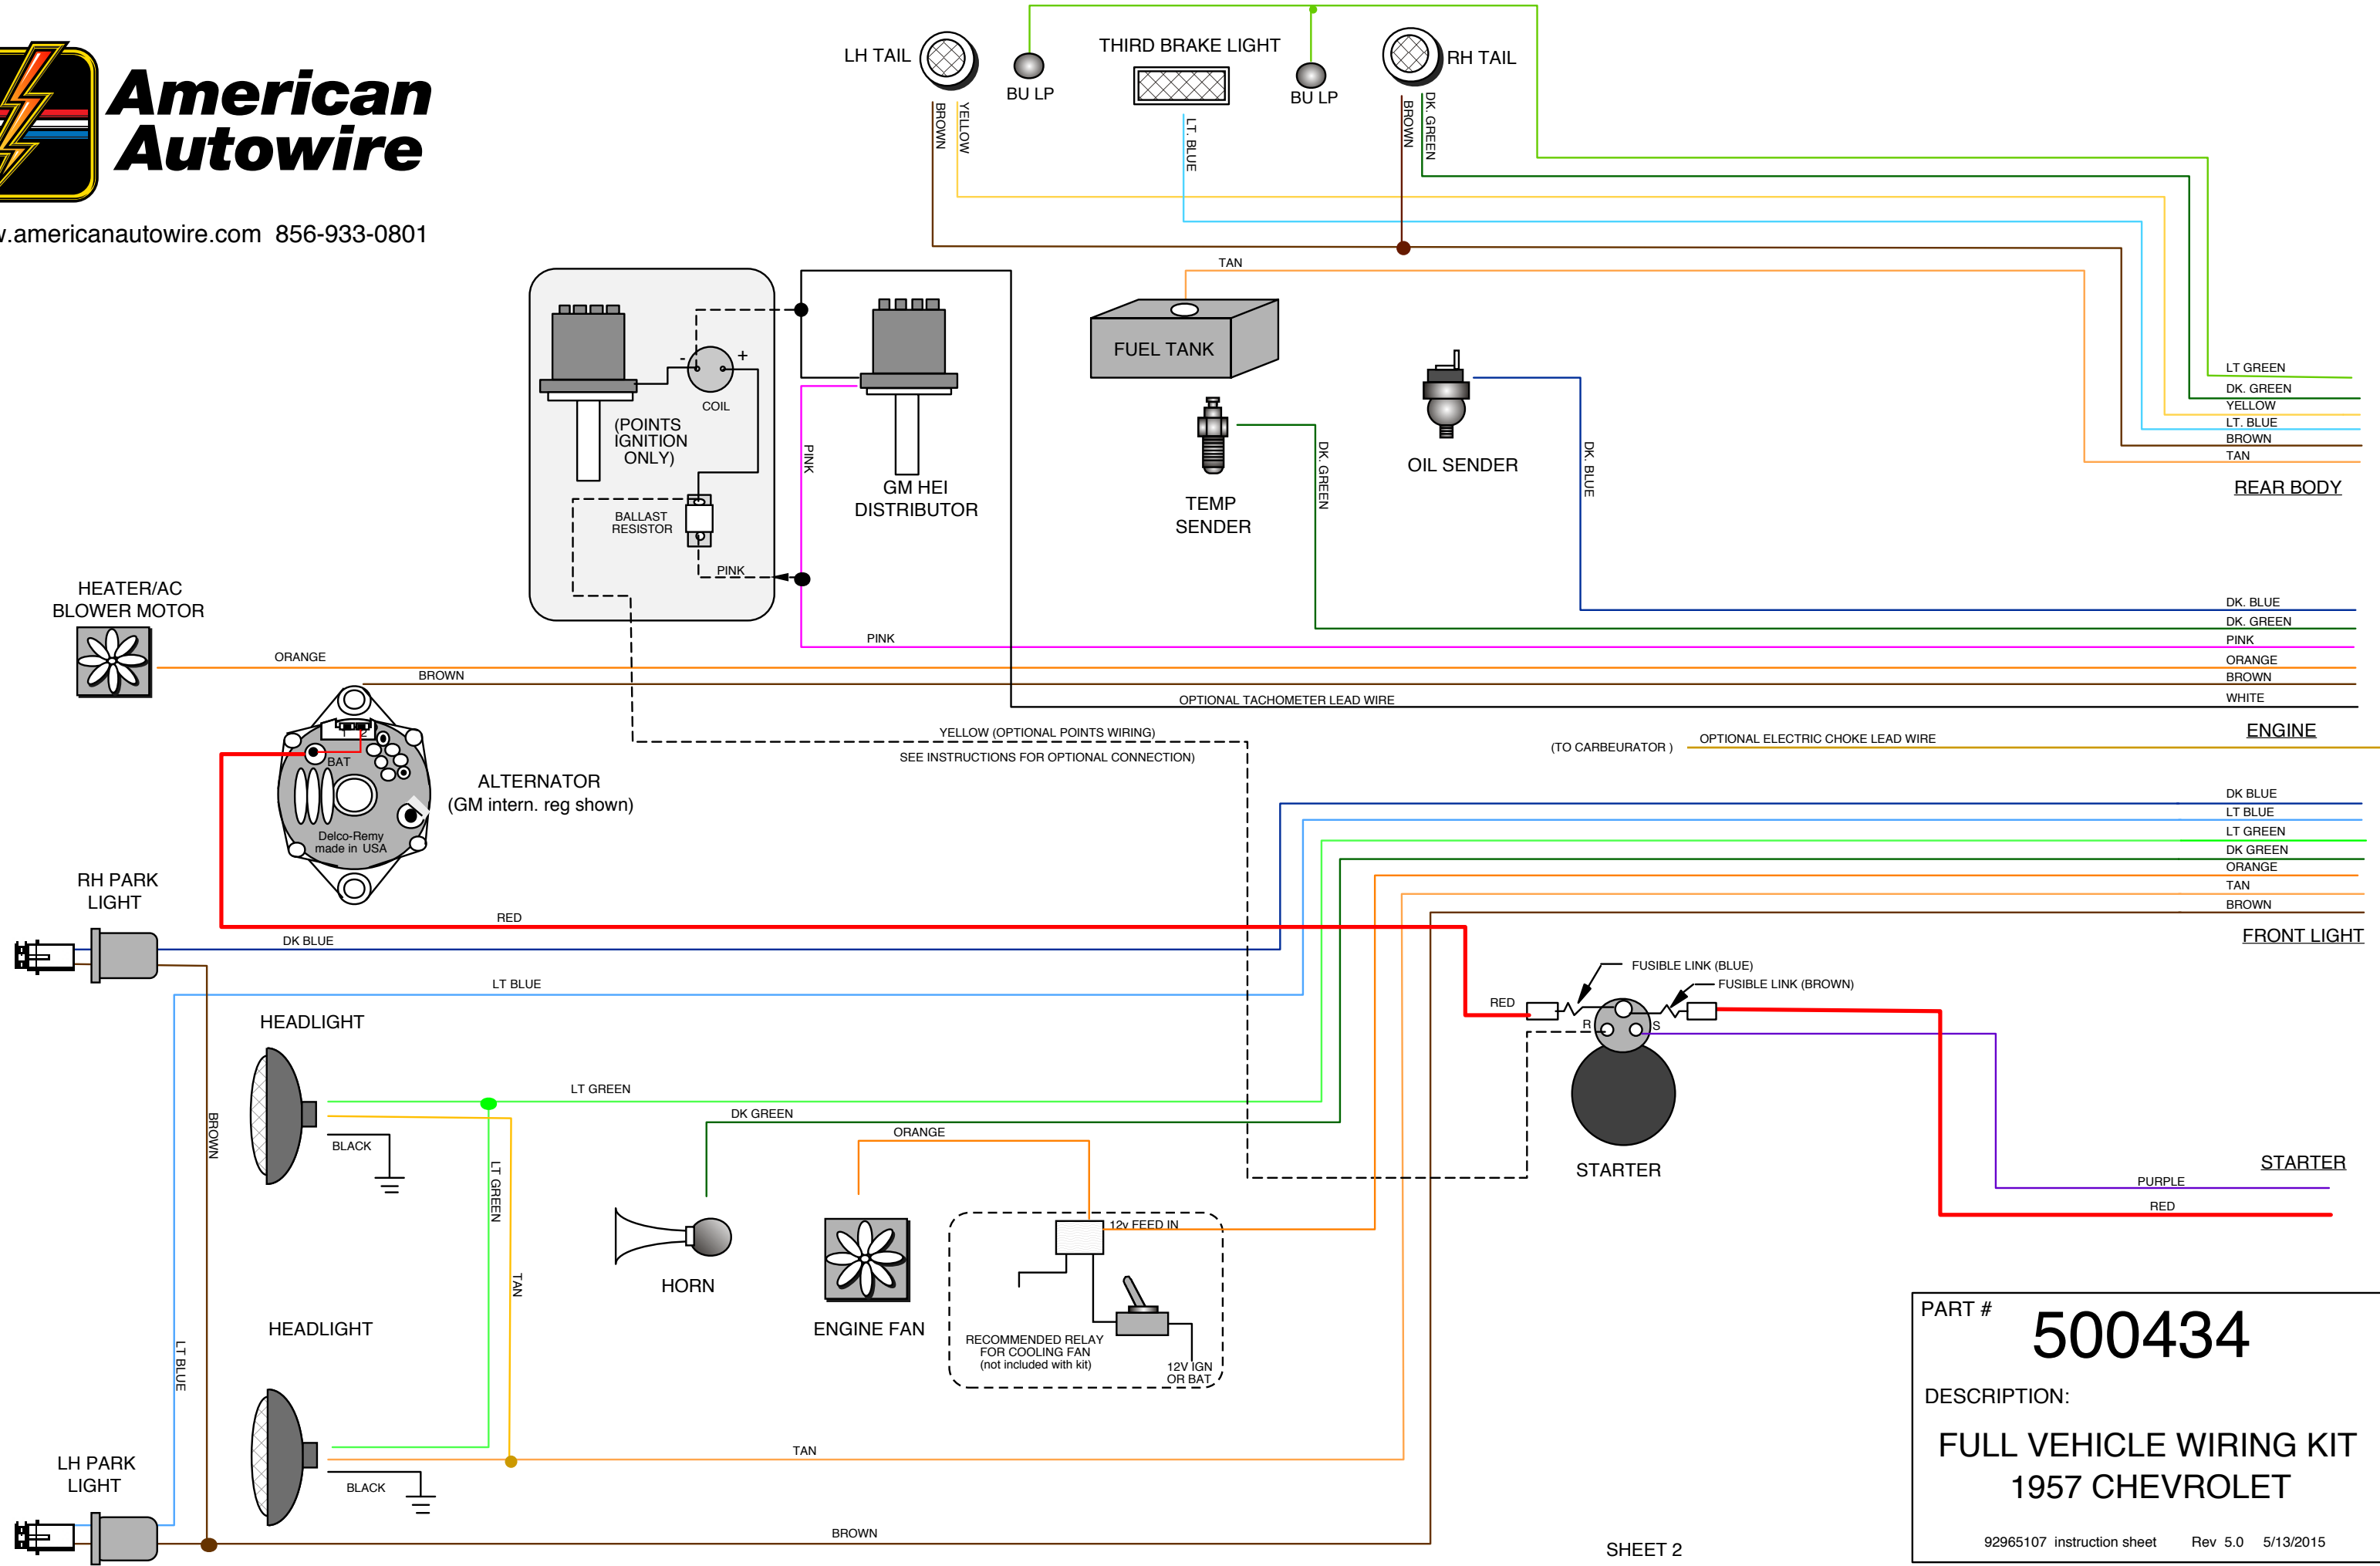 American
Autowire
.americanautowire.com 856-933-0801
LH TAIL
BU LP
THIRD BRAKE LIGHT
BU LP
RH TAIL
BROWN
YELLOW
LT. BLUE
BROWN
DK. GREEN
TAN
FUEL TANK
-
+
COIL
(POINTS
IGNITION
ONLY)
BALLAST
RESISTOR
PINK
PINK
GM HEI
DISTRIBUTOR
TEMP
SENDER
DK. GREEN
OIL SENDER
DK. BLUE
LT GREEN
DK. GREEN
YELLOW
LT. BLUE
BROWN
TAN
REAR BODY
HEATER/AC
BLOWER MOTOR
ORANGE
BROWN
PINK
OPTIONAL TACHOMETER LEAD WIRE
YELLOW (OPTIONAL POINTS WIRING)
SEE INSTRUCTIONS FOR OPTIONAL CONNECTION)
DK. BLUE
DK. GREEN
PINK
ORANGE
BROWN
WHITE
ENGINE
(TO CARBEURATOR )
OPTIONAL ELECTRIC CHOKE LEAD WIRE
1 2
BAT
Delco-Remy
made in USA
ALTERNATOR
(GM intern. reg shown)
DK BLUE
LT BLUE
LT GREEN
DK GREEN
ORANGE
TAN
BROWN
FRONT LIGHT
RH PARK
LIGHT
RED
DK BLUE
LT BLUE
HEADLIGHT
BROWN
BLACK
LT GREEN
LT GREEN
DK GREEN
ORANGE
TAN
HORN
ENGINE FAN
12v FEED IN
RECOMMENDED RELAY
FOR COOLING FAN
(not included with kit)
12V IGN
OR BAT
RED
FUSIBLE LINK (BLUE)
FUSIBLE LINK (BROWN)
R
S
STARTER
STARTER
PURPLE
RED
HEADLIGHT
LT BLUE
BLACK
TAN
LH PARK
LIGHT
BROWN
SHEET 2
PART #
500434
DESCRIPTION:
FULL VEHICLE WIRING KIT
1957 CHEVROLET
92965107 instruction sheet Rev 5.0 5/13/2015